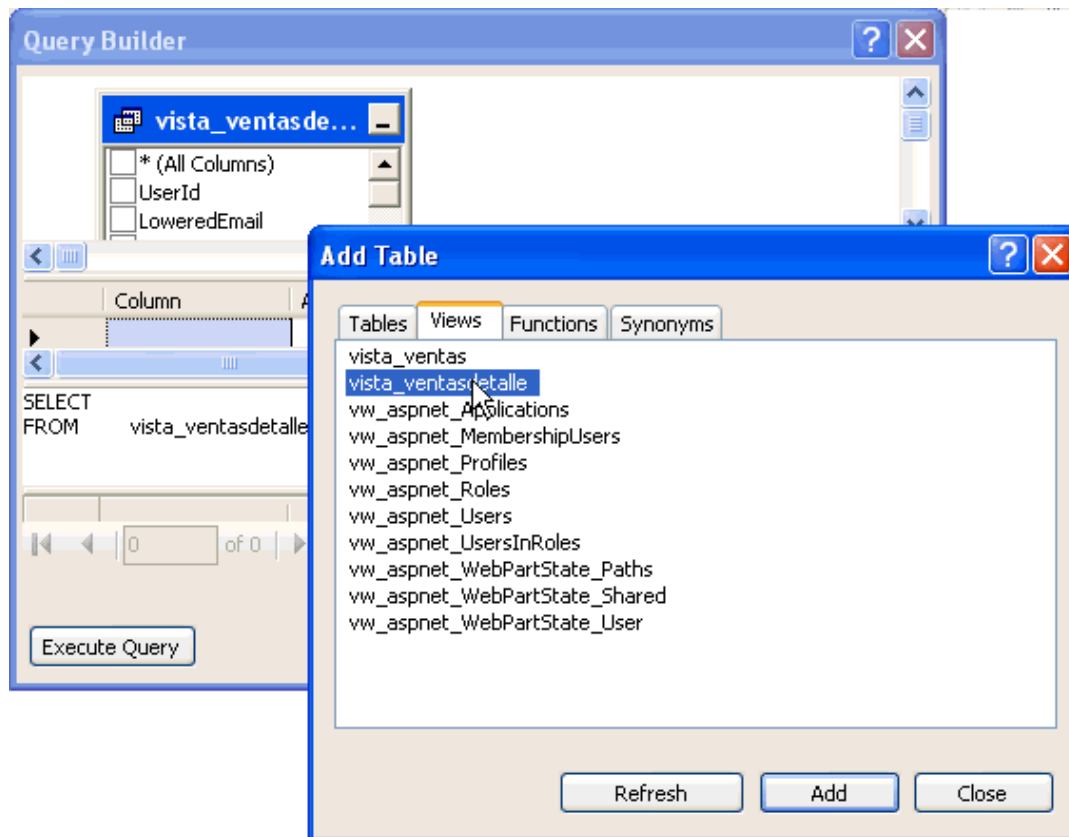 Query Builder
vista_ventasde...
* (All Columns)
UserId
LoweredEmail
Column
SELECT
FROM vista_ventasdetalle
0 of 0
Execute Query
Add Table
Tables Views Functions Synonyms
vista_ventas
vista_ventasdetalle
vw_aspnet_Applications
vw_aspnet_MembershipUsers
vw_aspnet_Profiles
vw_aspnet_Roles
vw_aspnet_Users
vw_aspnet_UsersInRoles
vw_aspnet_WebPartState_Paths
vw_aspnet_WebPartState_Shared
vw_aspnet_WebPartState_User
Refresh Add Close